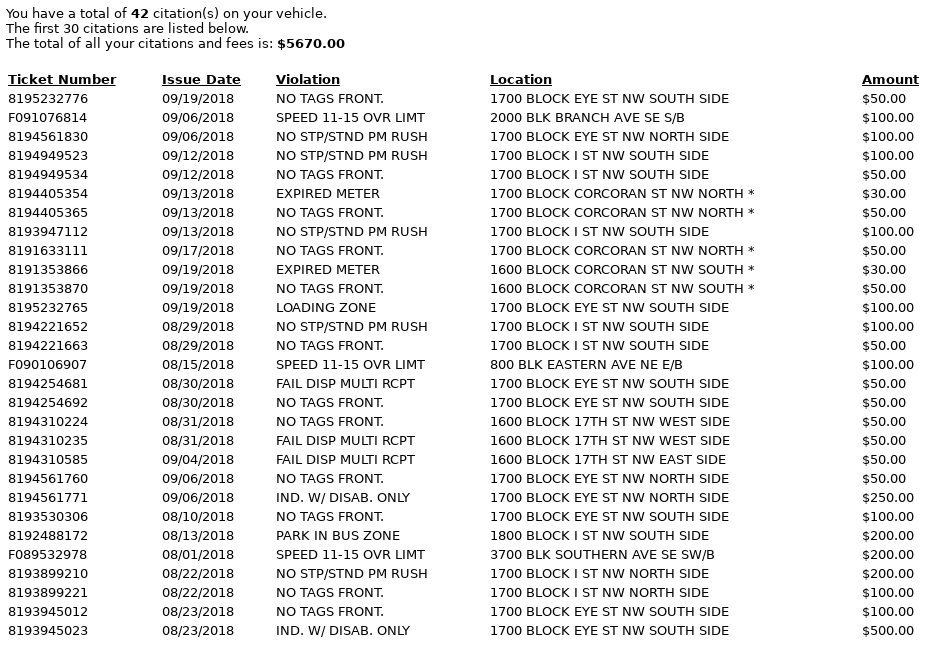 You have a total of 42 citation(s) on your vehicle.
The first 30 citations are listed below.
The total of all your citations and fees is: $5670.00
Ticket Number Issue Date Violation Location Amount
8195232776 09/19/2018 NO TAGS FRONT. 1700 BLOCK EYE ST NW SOUTH SIDE $50.00
F091076814 09/06/2018 SPEED 11-15 OVR LIMT 2000 BLK BRANCH AVE SE S/B $100.00
8194561830 09/06/2018 NO STP/STND PM RUSH 1700 BLOCK EYE ST NW NORTH SIDE $100.00
8194949523 09/12/2018 NO STP/STND PM RUSH 1700 BLOCK I ST NW SOUTH SIDE $100.00
8194949534 09/12/2018 NO TAGS FRONT. 1700 BLOCK I ST NW SOUTH SIDE $50.00
8194405354 09/13/2018 EXPIRED METER 1700 BLOCK CORCORAN ST NW NORTH * $30.00
8194405365 09/13/2018 NO TAGS FRONT. 1700 BLOCK CORCORAN ST NW NORTH * $50.00
8193947112 09/13/2018 NO STP/STND PM RUSH 1700 BLOCK I ST NW SOUTH SIDE $100.00
8191633111 09/17/2018 NO TAGS FRONT. 1700 BLOCK CORCORAN ST NW NORTH * $50.00
8191353866 09/19/2018 EXPIRED METER 1600 BLOCK CORCORAN ST NW SOUTH * $30.00
8191353870 09/19/2018 NO TAGS FRONT. 1600 BLOCK CORCORAN ST NW SOUTH * $50.00
8195232765 09/19/2018 LOADING ZONE 1700 BLOCK EYE ST NW SOUTH SIDE $100.00
8194221652 08/29/2018 NO STP/STND PM RUSH 1700 BLOCK I ST NW SOUTH SIDE $100.00
8194221663 08/29/2018 NO TAGS FRONT. 1700 BLOCK I ST NW SOUTH SIDE $50.00
F090106907 08/15/2018 SPEED 11-15 OVR LIMT 800 BLK EASTERN AVE NE E/B $100.00
8194254681 08/30/2018 FAIL DISP MULTI RCPT 1700 BLOCK EYE ST NW SOUTH SIDE $50.00
8194254692 08/30/2018 NO TAGS FRONT. 1700 BLOCK EYE ST NW SOUTH SIDE $50.00
8194310224 08/31/2018 NO TAGS FRONT. 1600 BLOCK 17TH ST NW WEST SIDE $50.00
8194310235 08/31/2018 FAIL DISP MULTI RCPT 1600 BLOCK 17TH ST NW WEST SIDE $50.00
8194310585 09/04/2018 FAIL DISP MULTI RCPT 1600 BLOCK 17TH ST NW EAST SIDE $50.00
8194561760 09/06/2018 NO TAGS FRONT. 1700 BLOCK EYE ST NW NORTH SIDE $50.00
8194561771 09/06/2018 IND. W/ DISAB. ONLY 1700 BLOCK EYE ST NW NORTH SIDE $250.00
8193530306 08/10/2018 NO TAGS FRONT. 1700 BLOCK EYE ST NW SOUTH SIDE $100.00
8192488172 08/13/2018 PARK IN BUS ZONE 1800 BLOCK I ST NW SOUTH SIDE $200.00
F089532978 08/01/2018 SPEED 11-15 OVR LIMT 3700 BLK SOUTHERN AVE SE SW/B $200.00
8193899210 08/22/2018 NO STP/STND PM RUSH 1700 BLOCK I ST NW NORTH SIDE $200.00
8193899221 08/22/2018 NO TAGS FRONT. 1700 BLOCK I ST NW NORTH SIDE $100.00
8193945012 08/23/2018 NO TAGS FRONT. 1700 BLOCK EYE ST NW SOUTH SIDE $100.00
8193945023 08/23/2018 IND. W/ DISAB. ONLY 1700 BLOCK EYE ST NW SOUTH SIDE $500.00